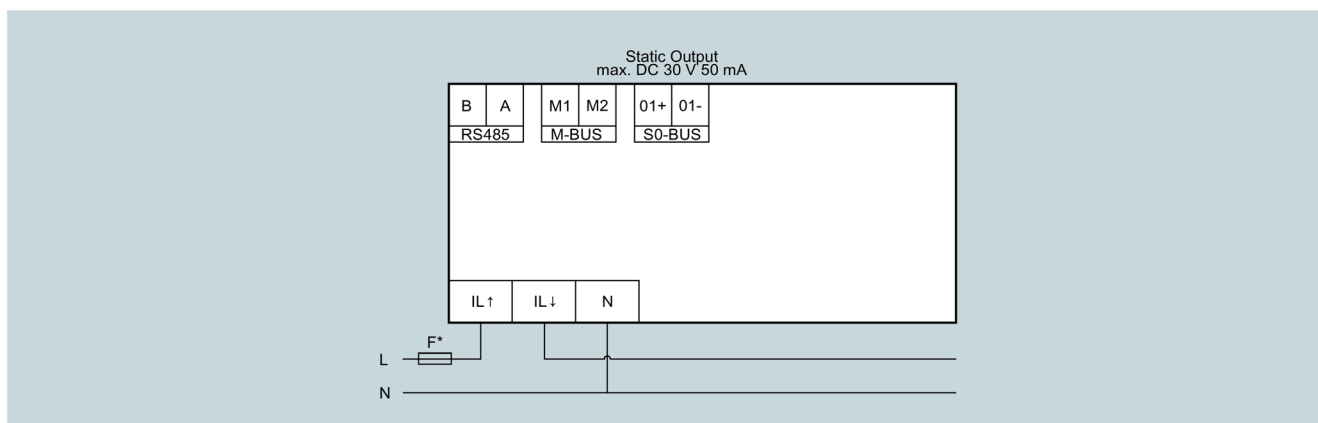 Static Output
max. DC 30 V 50 mA
B A M1 M2 01+ 01-
RS485 M-BUS S0-BUS
IL↑ IL↓ N
F*
L
N